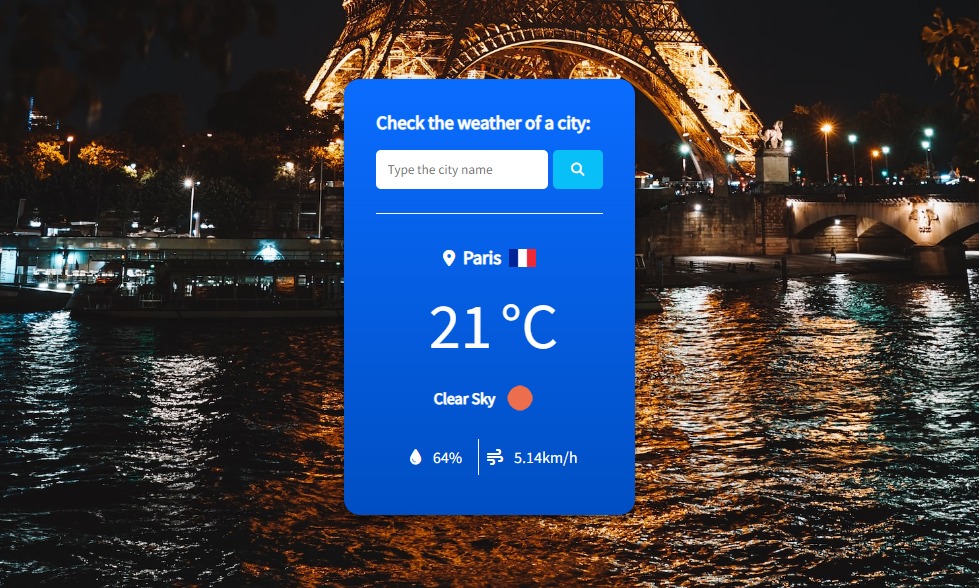 Check the weather of a city:
Type the city name
Paris
21 °C
Clear Sky
64% 5.14km/h